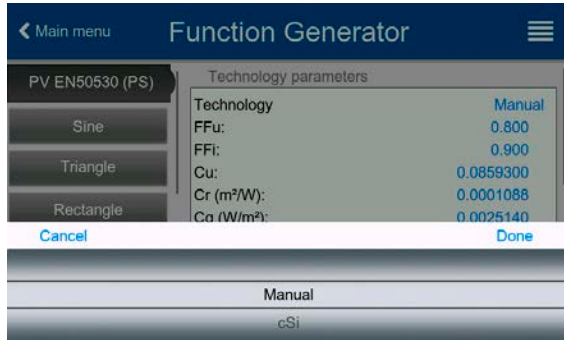 Main menu
Function Generator
PV EN50530 (PS)
Sine
Triangle
Rectangle
Technology parameters
Technology Manual
FFu: 0.800
FFi: 0.900
Cu: 0.0859300
Cr (m²/W): 0.0001088
Cg (W/m²): 0.0025140
Cancel Done
Manual
cSi